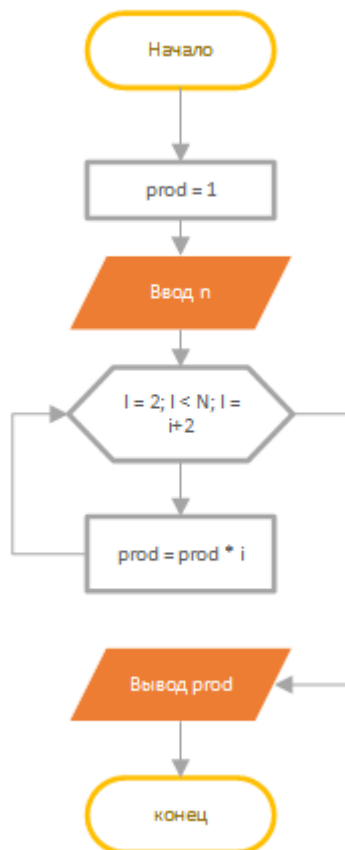 Начало
prod = 1
Ввод n
I = 2; I < N; I =
i+2
prod = prod * i
Вывод prod
конец